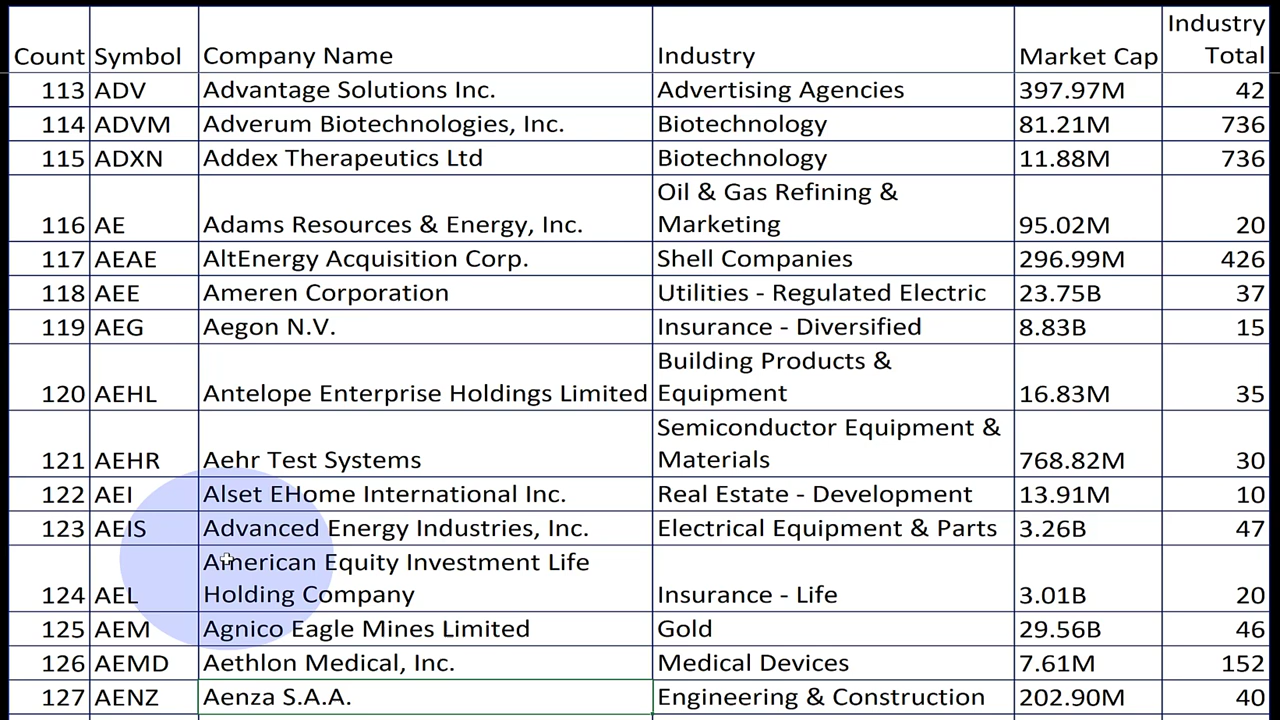 Count Symbol Company Name Industry Market Cap Industry Total
113 ADV Advantage Solutions Inc. Advertising Agencies 397.97M 42
114 ADVM Adverum Biotechnologies, Inc. Biotechnology 81.21M 736
115 ADXN Addex Therapeutics Ltd Biotechnology 11.88M 736
116 AE Adams Resources & Energy, Inc. Oil & Gas Refining & Marketing 95.02M 20
117 AEAE AltEnergy Acquisition Corp. Shell Companies 296.99M 426
118 AEE Ameren Corporation Utilities - Regulated Electric 23.75B 37
119 AEG Aegon N.V. Insurance - Diversified 8.83B 15
120 AEHL Antelope Enterprise Holdings Limited Building Products & Equipment 16.83M 35
121 AEHR Aehr Test Systems Semiconductor Equipment & Materials 768.82M 30
122 AEI Alset EHome International Inc. Real Estate - Development 13.91M 10
123 AEIS Advanced Energy Industries, Inc. Electrical Equipment & Parts 3.26B 47
124 AEL American Equity Investment Life Holding Company Insurance - Life 3.01B 20
125 AEM Agnico Eagle Mines Limited Gold 29.56B 46
126 AEMD Aethlon Medical, Inc. Medical Devices 7.61M 152
127 AENZ Aenza S.A.A. Engineering & Construction 202.90M 40